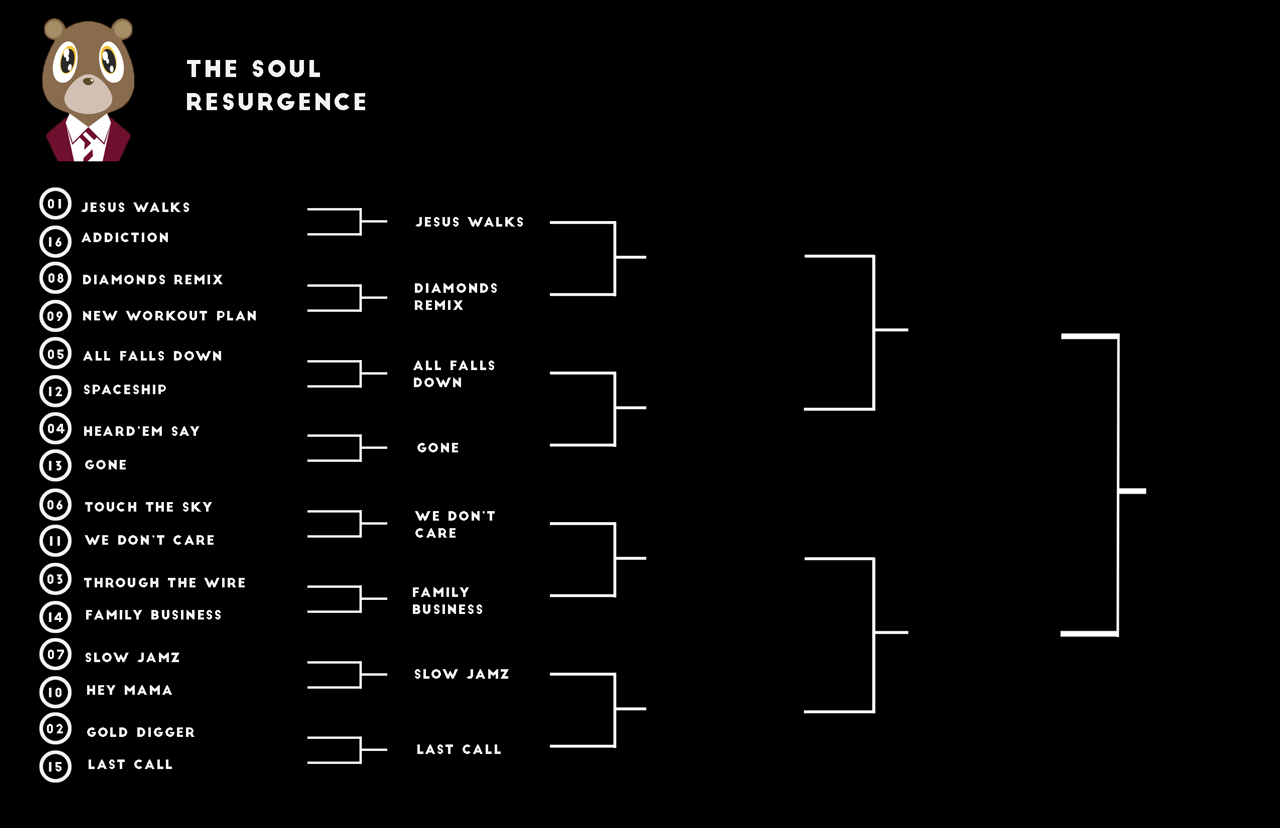 THE SOUL
RESURGENCE
01 JESUS WALKS
16 ADDICTION
08 DIAMONDS REMIX
09 NEW WORKOUT PLAN
05 ALL FALLS DOWN
12 SPACESHIP
04 HEARD'EM SAY
13 GONE
06 TOUCH THE SKY
11 WE DON'T CARE
03 THROUGH THE WIRE
14 FAMILY BUSINESS
07 SLOW JAMZ
10 HEY MAMA
02 GOLD DIGGER
15 LAST CALL
JESUS WALKS
DIAMONDS
REMIX
ALL FALLS
DOWN
GONE
WE DON'T
CARE
FAMILY
BUSINESS
SLOW JAMZ
LAST CALL